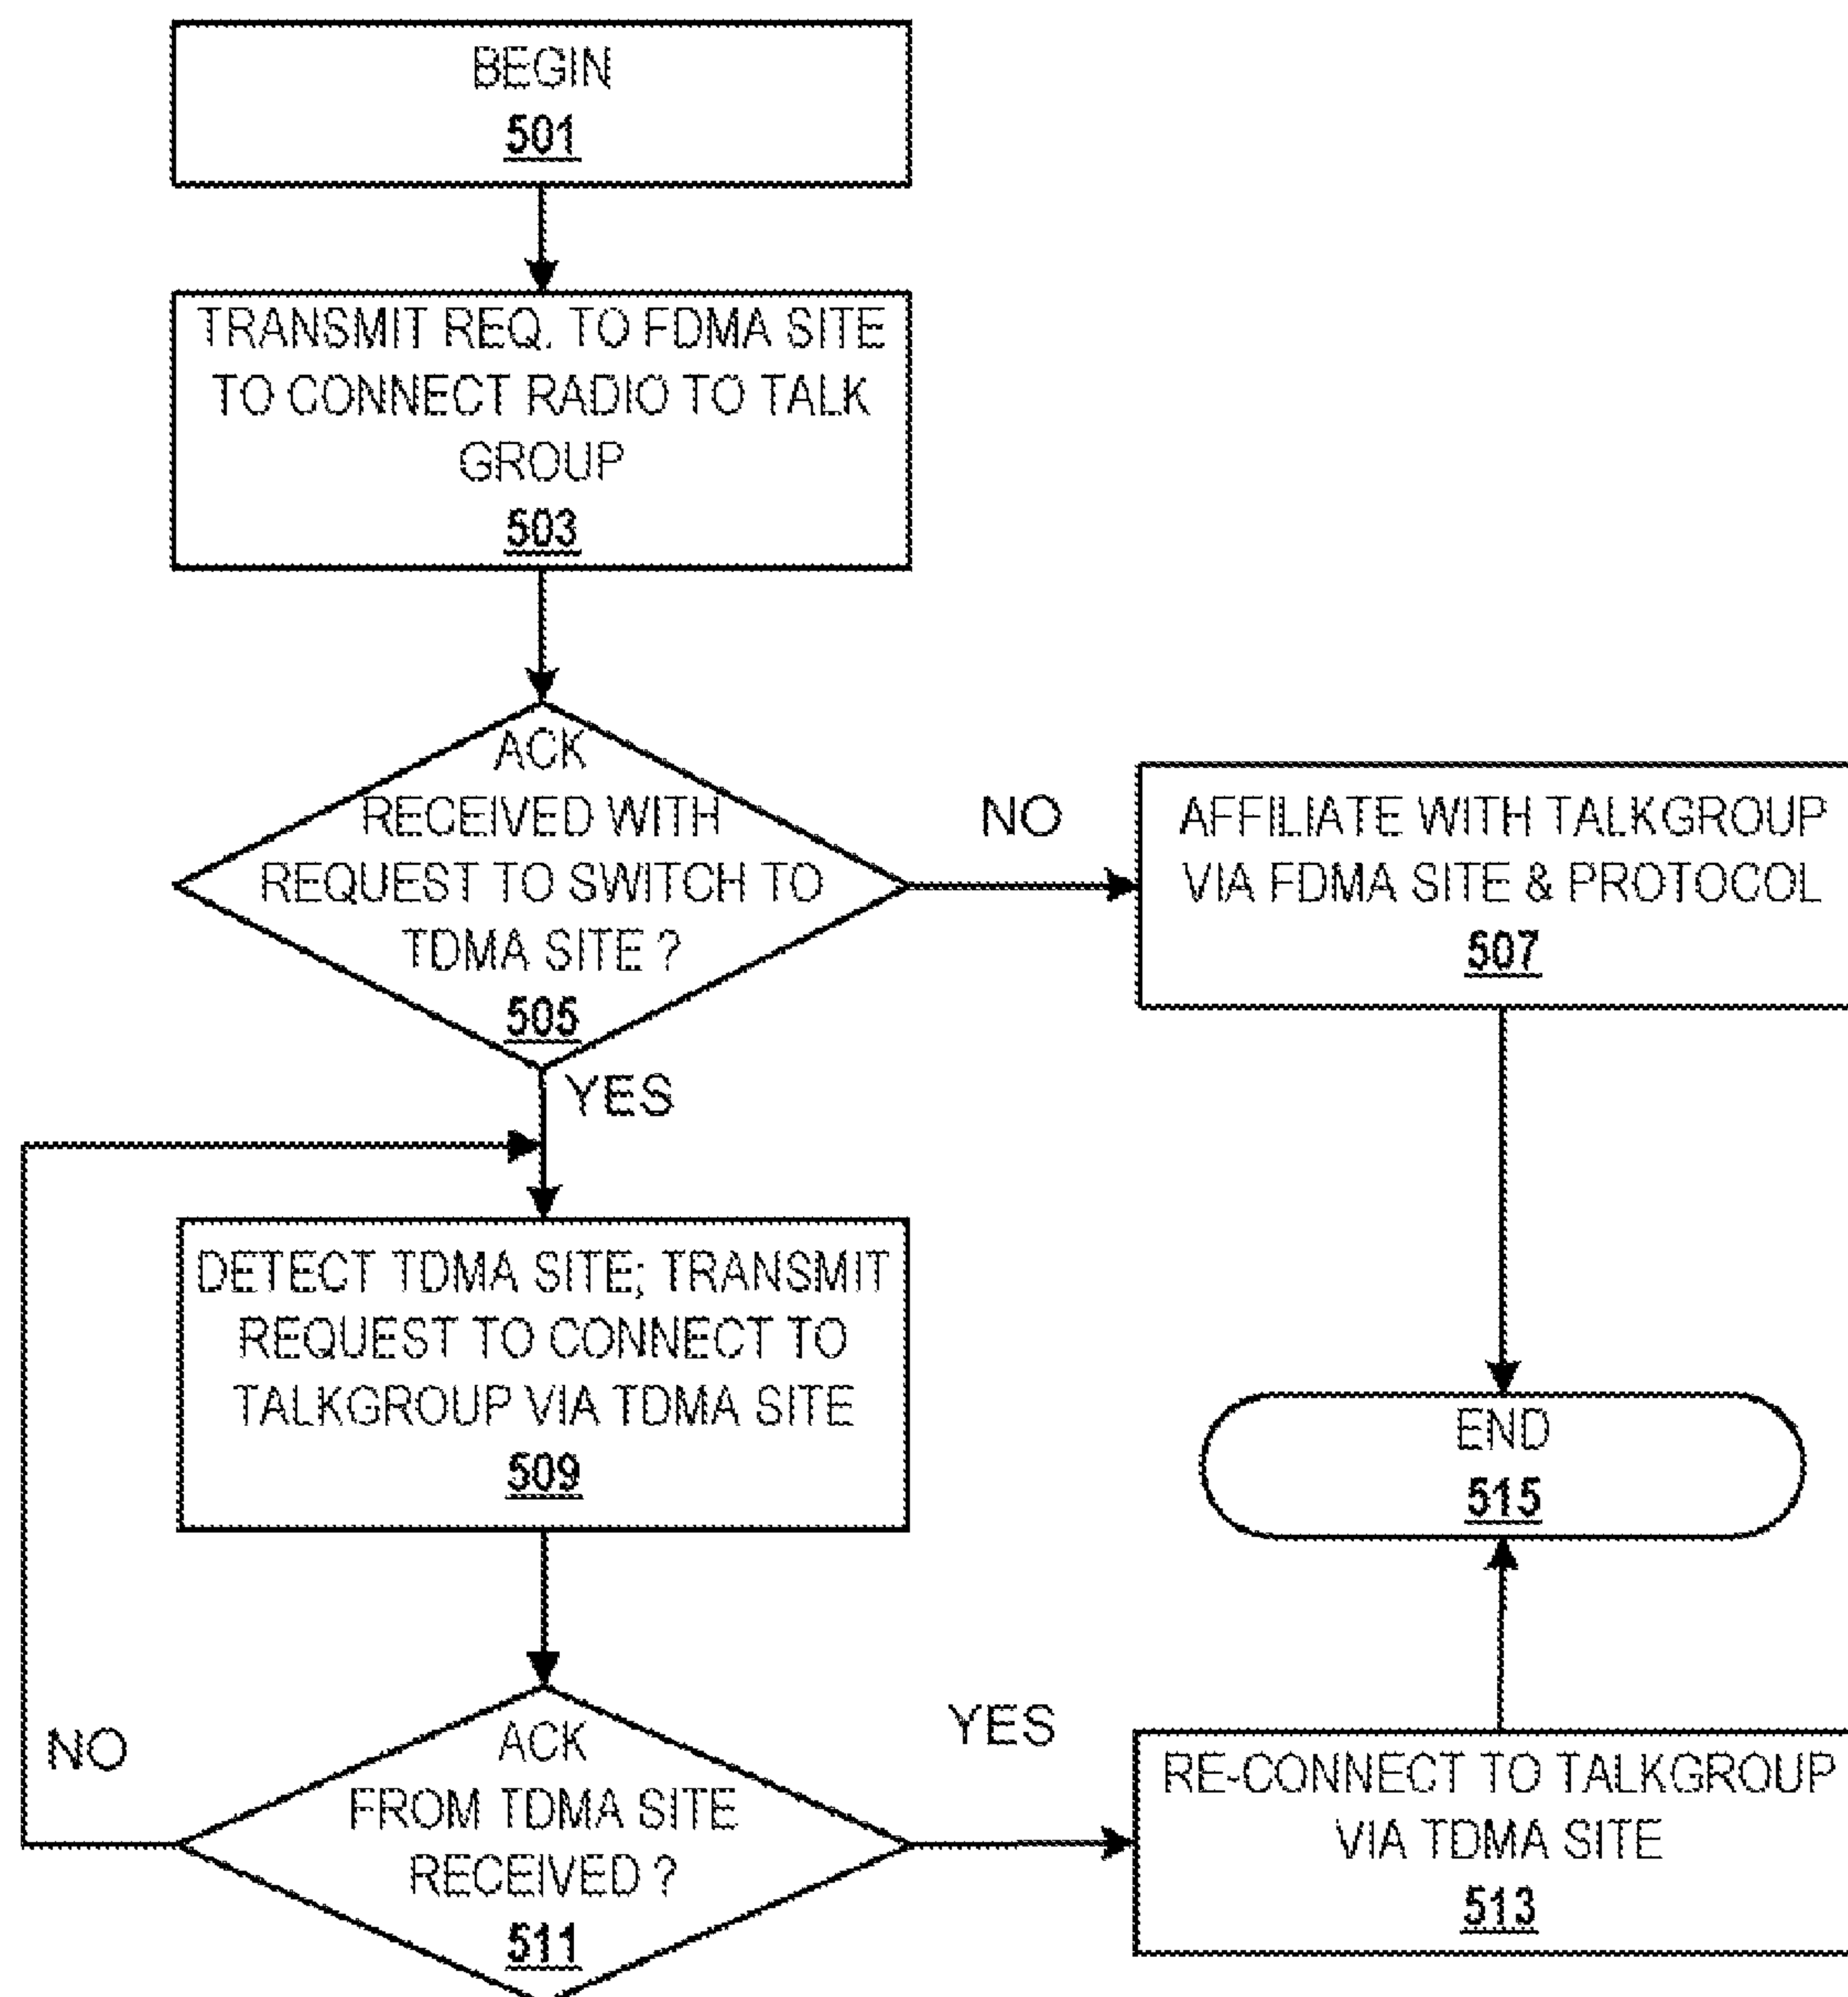 BEGIN
501
TRANSMIT REQ. TO FDMA SITE
TO CONNECT RADIO TO TALK
GROUP
503
ACK
RECEIVED WITH
REQUEST TO SWITCH TO
TDMA SITE ?
505
NO
AFFILIATE WITH TALKGROUP
VIA FDMA SITE & PROTOCOL
507
YES
DETECT TDMA SITE; TRANSMIT
REQUEST TO CONNECT TO
TALKGROUP VIA TDMA SITE
509
END
515
NO
ACK
FROM TDMA SITE
RECEIVED ?
511
YES
RE-CONNECT TO TALKGROUP
VIA TDMA SITE
513